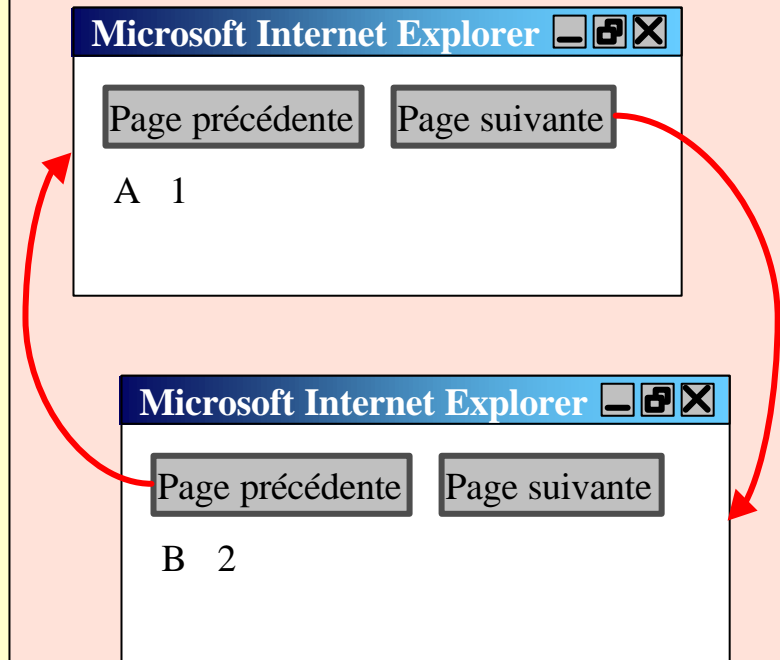 Microsoft Internet Explorer
Page précédente Page suivante
A 1
Microsoft Internet Explorer
Page précédente Page suivante
B 2